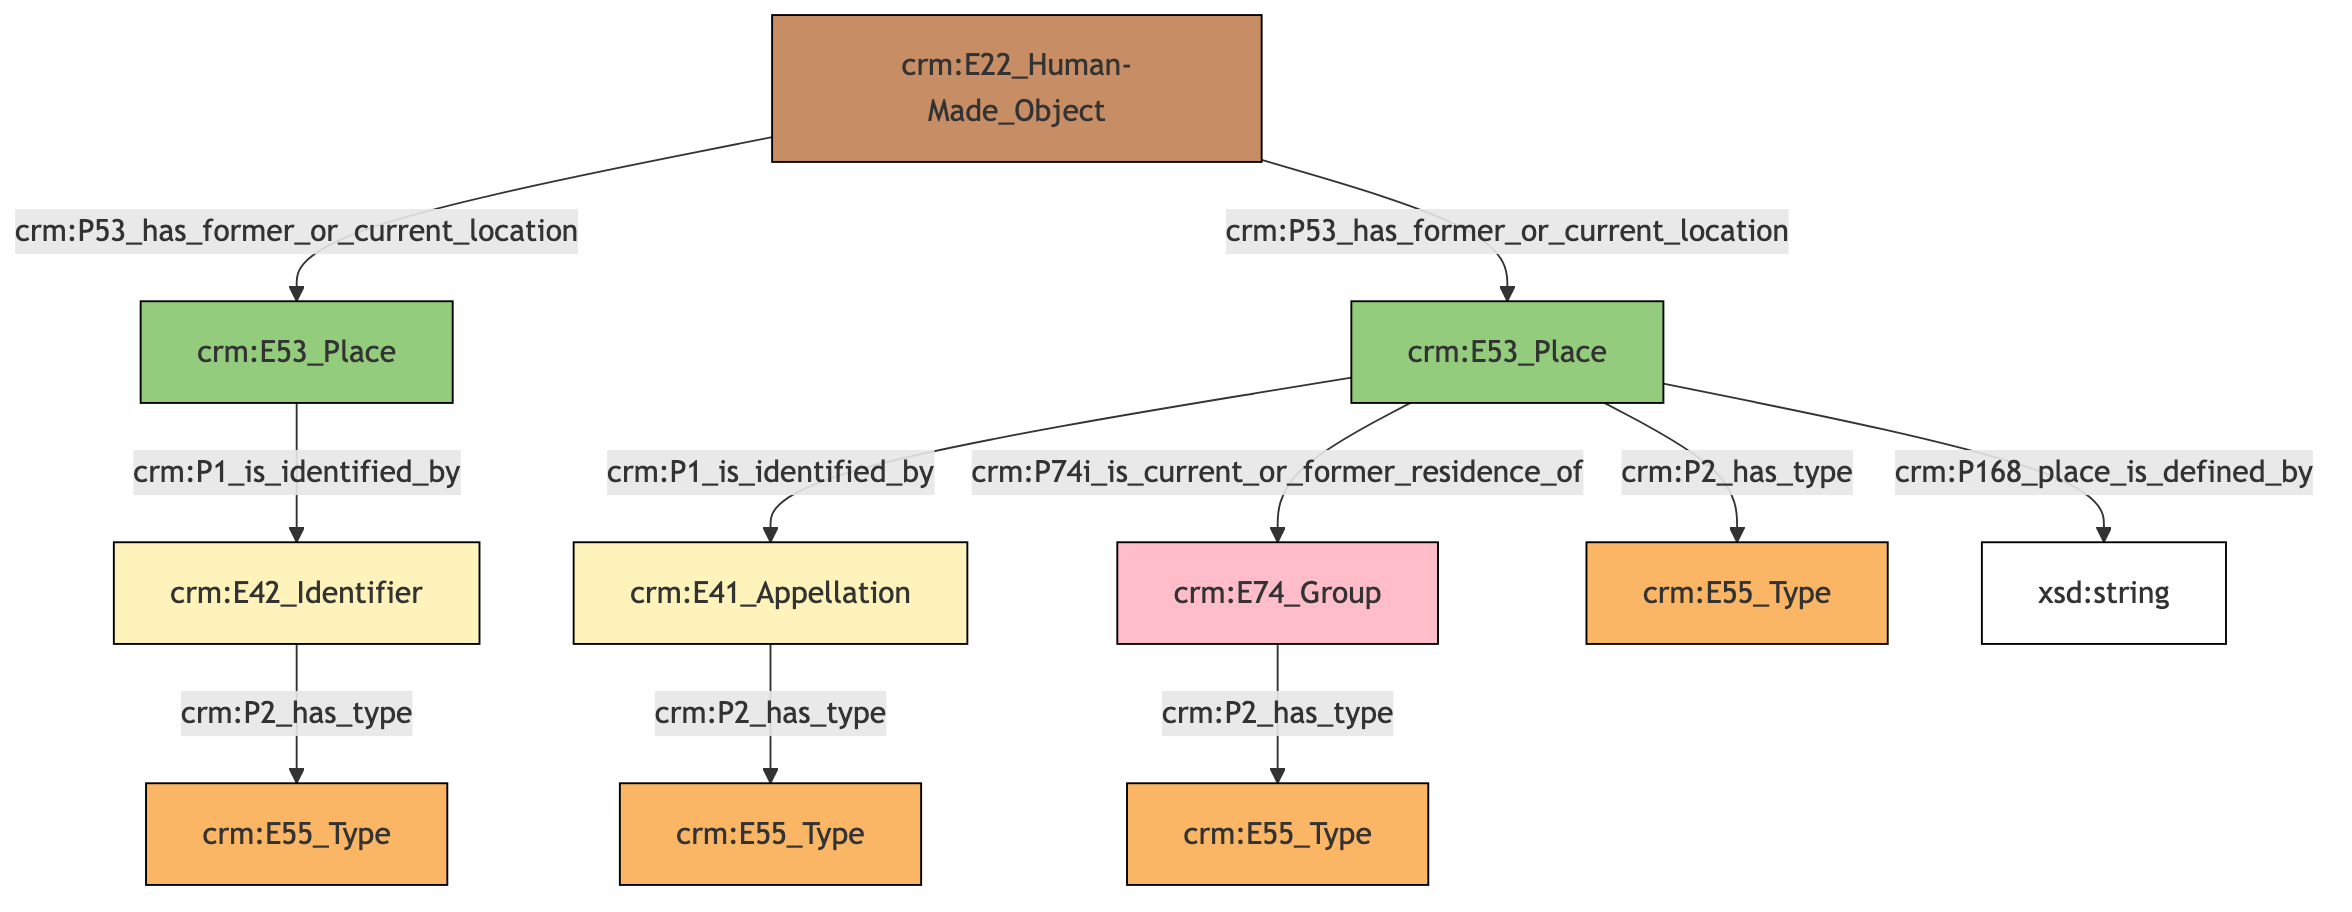 crm:E22_Human-
Made_Object
crm:P53_has_former_or_current_location
crm:P53_has_former_or_current_location
crm:E53_Place
crm:E53_Place
crm:P1_is_identified_by
crm:P1_is_identified_by
crm:P74i_is_current_or_former_residence_of
crm:P2_has_type
crm:P168_place_is_defined_by
crm:E42_Identifier
crm:E41_Appellation
crm:E74_Group
crm:E55_Type
xsd:string
crm:P2_has_type
crm:P2_has_type
crm:P2_has_type
crm:E55_Type
crm:E55_Type
crm:E55_Type